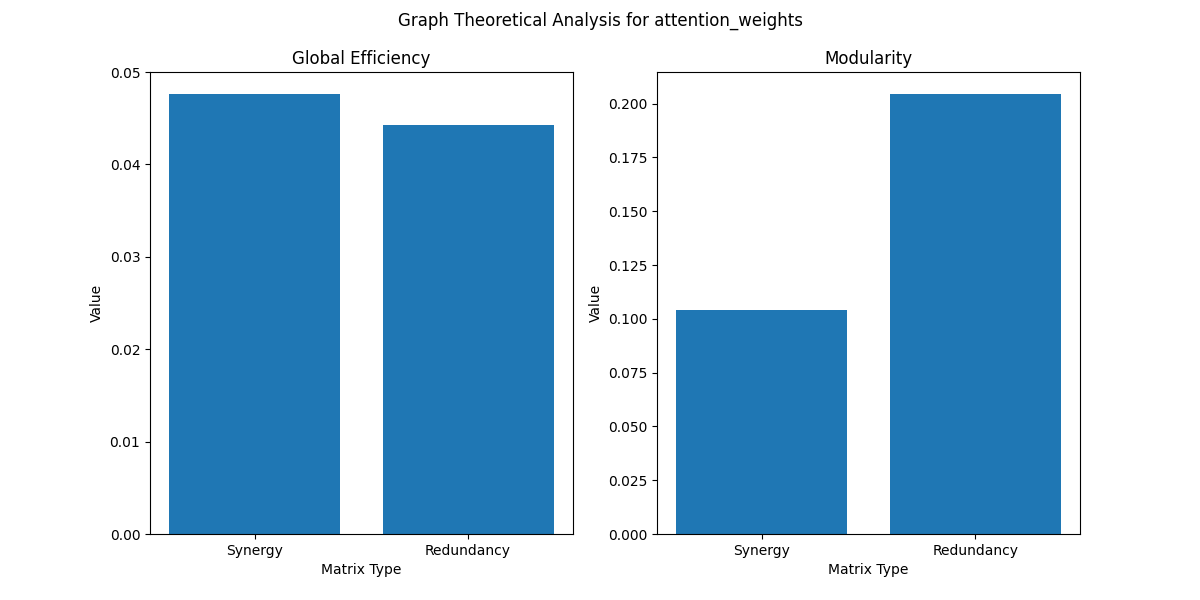 Graph Theoretical Analysis for attention_weights
Global Efficiency
0.05
0.04
0.03
0.02
0.01
0.00
Value
Synergy
Redundancy
Matrix Type
Modularity
0.200
0.175
0.150
0.125
0.100
0.075
0.050
0.025
0.000
Value
Synergy
Redundancy
Matrix Type